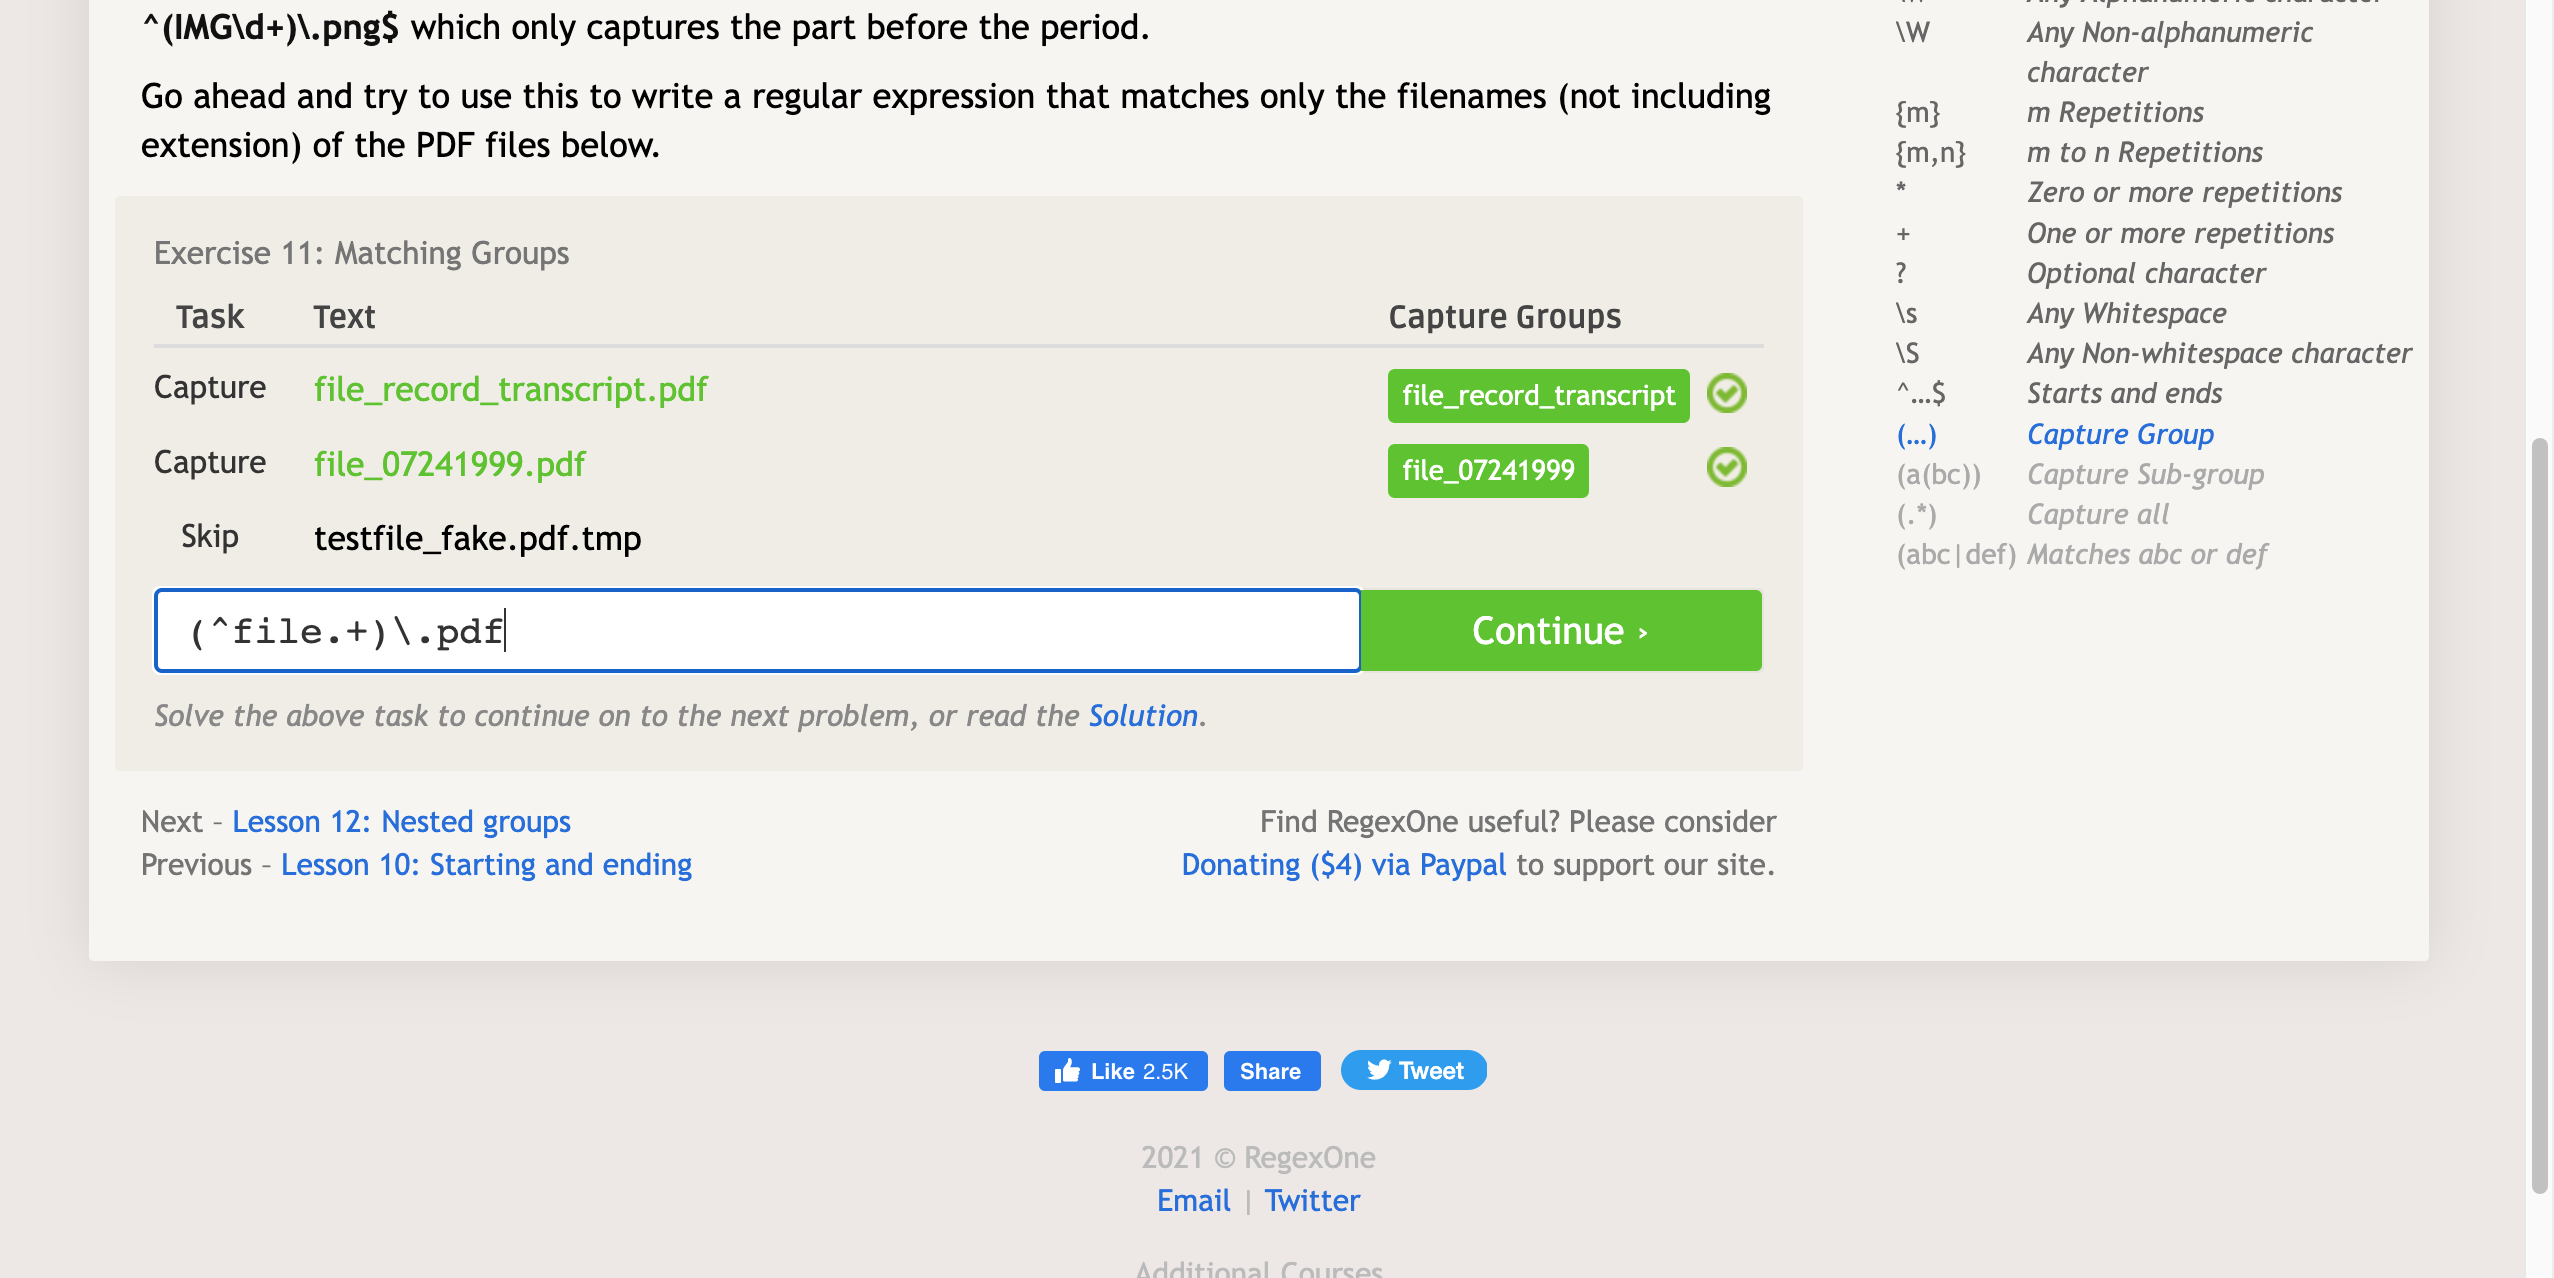 ^(IMG\d+)\.png$ which only captures the part before the period.
Go ahead and try to use this to write a regular expression that matches only the filenames (not including
extension) of the PDF files below.
Exercise 11: Matching Groups
Task Text Capture Groups
Capture file_record_transcript.pdf file_record_transcript
Capture file_07241999.pdf file_07241999
Skip testfile_fake.pdf.tmp
(^file.+)\.pdf Continue ›
Solve the above task to continue on to the next problem, or read the Solution.
Next – Lesson 12: Nested groups
Previous – Lesson 10: Starting and ending
Find RegexOne useful? Please consider
Donating ($4) via Paypal to support our site.
Any Alphanumeric character
\W Any Non-alphanumeric
character
{m} m Repetitions
{m,n} m to n Repetitions
* Zero or more repetitions
+ One or more repetitions
? Optional character
\s Any Whitespace
\S Any Non-whitespace character
^…$ Starts and ends
(…) Capture Group
(a(bc)) Capture Sub-group
(.*) Capture all
(abc|def) Matches abc or def
Like 2.5K Share Tweet
2021 © RegexOne
Email | Twitter
Additional Courses